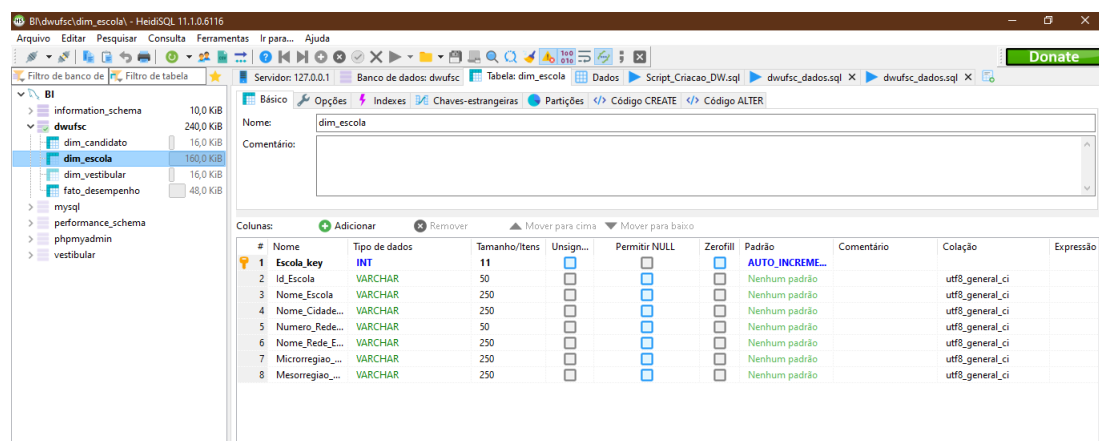 BI\dwufsc\dim_escola\ - HeidiSQL 11.1.0.6116
Arquivo Editar Pesquisar Consulta Ferramentas Ir para... Ajuda
Donate
Filtro de banco de Filtro de tabela
Servidor: 127.0.0.1 Banco de dados: dwufsc Tabela: dim_escola Dados Script_Criacao_DW.sql dwufsc_dados.sql dwufsc_dados.sql
BI
information_schema 10,0 KiB
dwufsc 240,0 KiB
dim_candidato 16,0 KiB
dim_escola 160,0 KiB
dim_vestibular 16,0 KiB
fato_desempenho 48,0 KiB
mysql
performance_schema
phpmyadmin
vestibular
Básico Opções Indexes Chaves-estrangeiras Partições Código CREATE Código ALTER
Nome: dim_escola
Comentário:
Colunas: Adicionar Remover Mover para cima Mover para baixo
# Nome Tipo de dados Tamanho/Itens Unsign... Permitir NULL Zerofill Padrão Comentário Colação Expressão
1 Escola_key INT 11 AUTO_INCREME...
2 Id_Escola VARCHAR 50 Nenhum padrão utf8_general_ci
3 Nome_Escola VARCHAR 250 Nenhum padrão utf8_general_ci
4 Nome_Cidade... VARCHAR 250 Nenhum padrão utf8_general_ci
5 Numero_Rede... VARCHAR 50 Nenhum padrão utf8_general_ci
6 Nome_Rede_E... VARCHAR 250 Nenhum padrão utf8_general_ci
7 Microrregiao_... VARCHAR 250 Nenhum padrão utf8_general_ci
8 Mesorregiao_... VARCHAR 250 Nenhum padrão utf8_general_ci